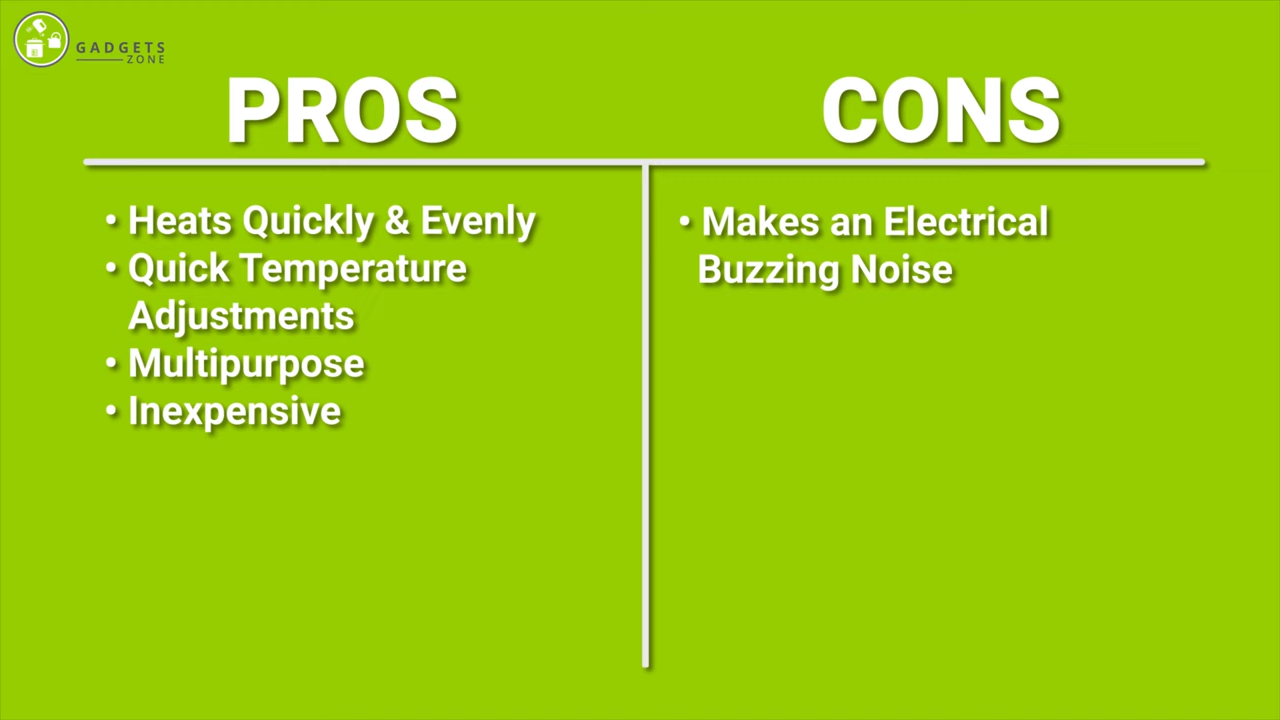 GADGETS
ZONE
PROS
CONS
• Heats Quickly & Evenly
• Quick Temperature
Adjustments
• Multipurpose
• Inexpensive
• Makes an Electrical
Buzzing Noise